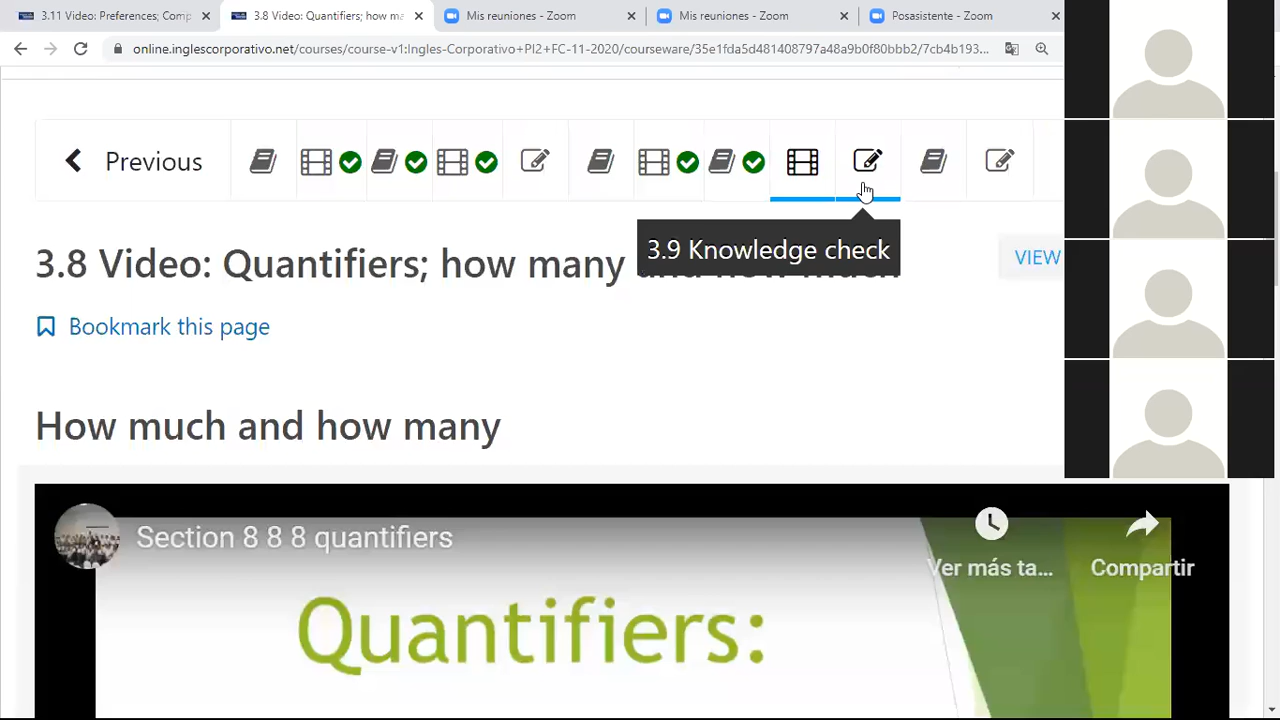 3.11 Video: Preferences; Comp
3.8 Video: Quantifiers; how ma
Mis reuniones - Zoom
Mis reuniones - Zoom
Posasistente - Zoom
online.inglescorporativo.net/courses/course-v1:Ingles-Corporativo+PI2+FC-11-2020/courseware/35e1fda5d481408797a48a9b0f80bbb2/7cb4b193...
Previous
3.9 Knowledge check
3.8 Video: Quantifiers; how many
VIEW
Bookmark this page
How much and how many
Section 8 8 8 quantifiers
Ver más ta...
Compartir
Quantifiers: